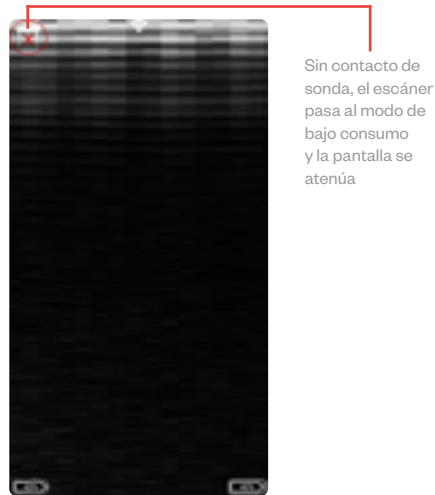 X
Sin contacto de
sonda, el escáner
pasa al modo de
bajo consumo
y la pantalla se
atenúa